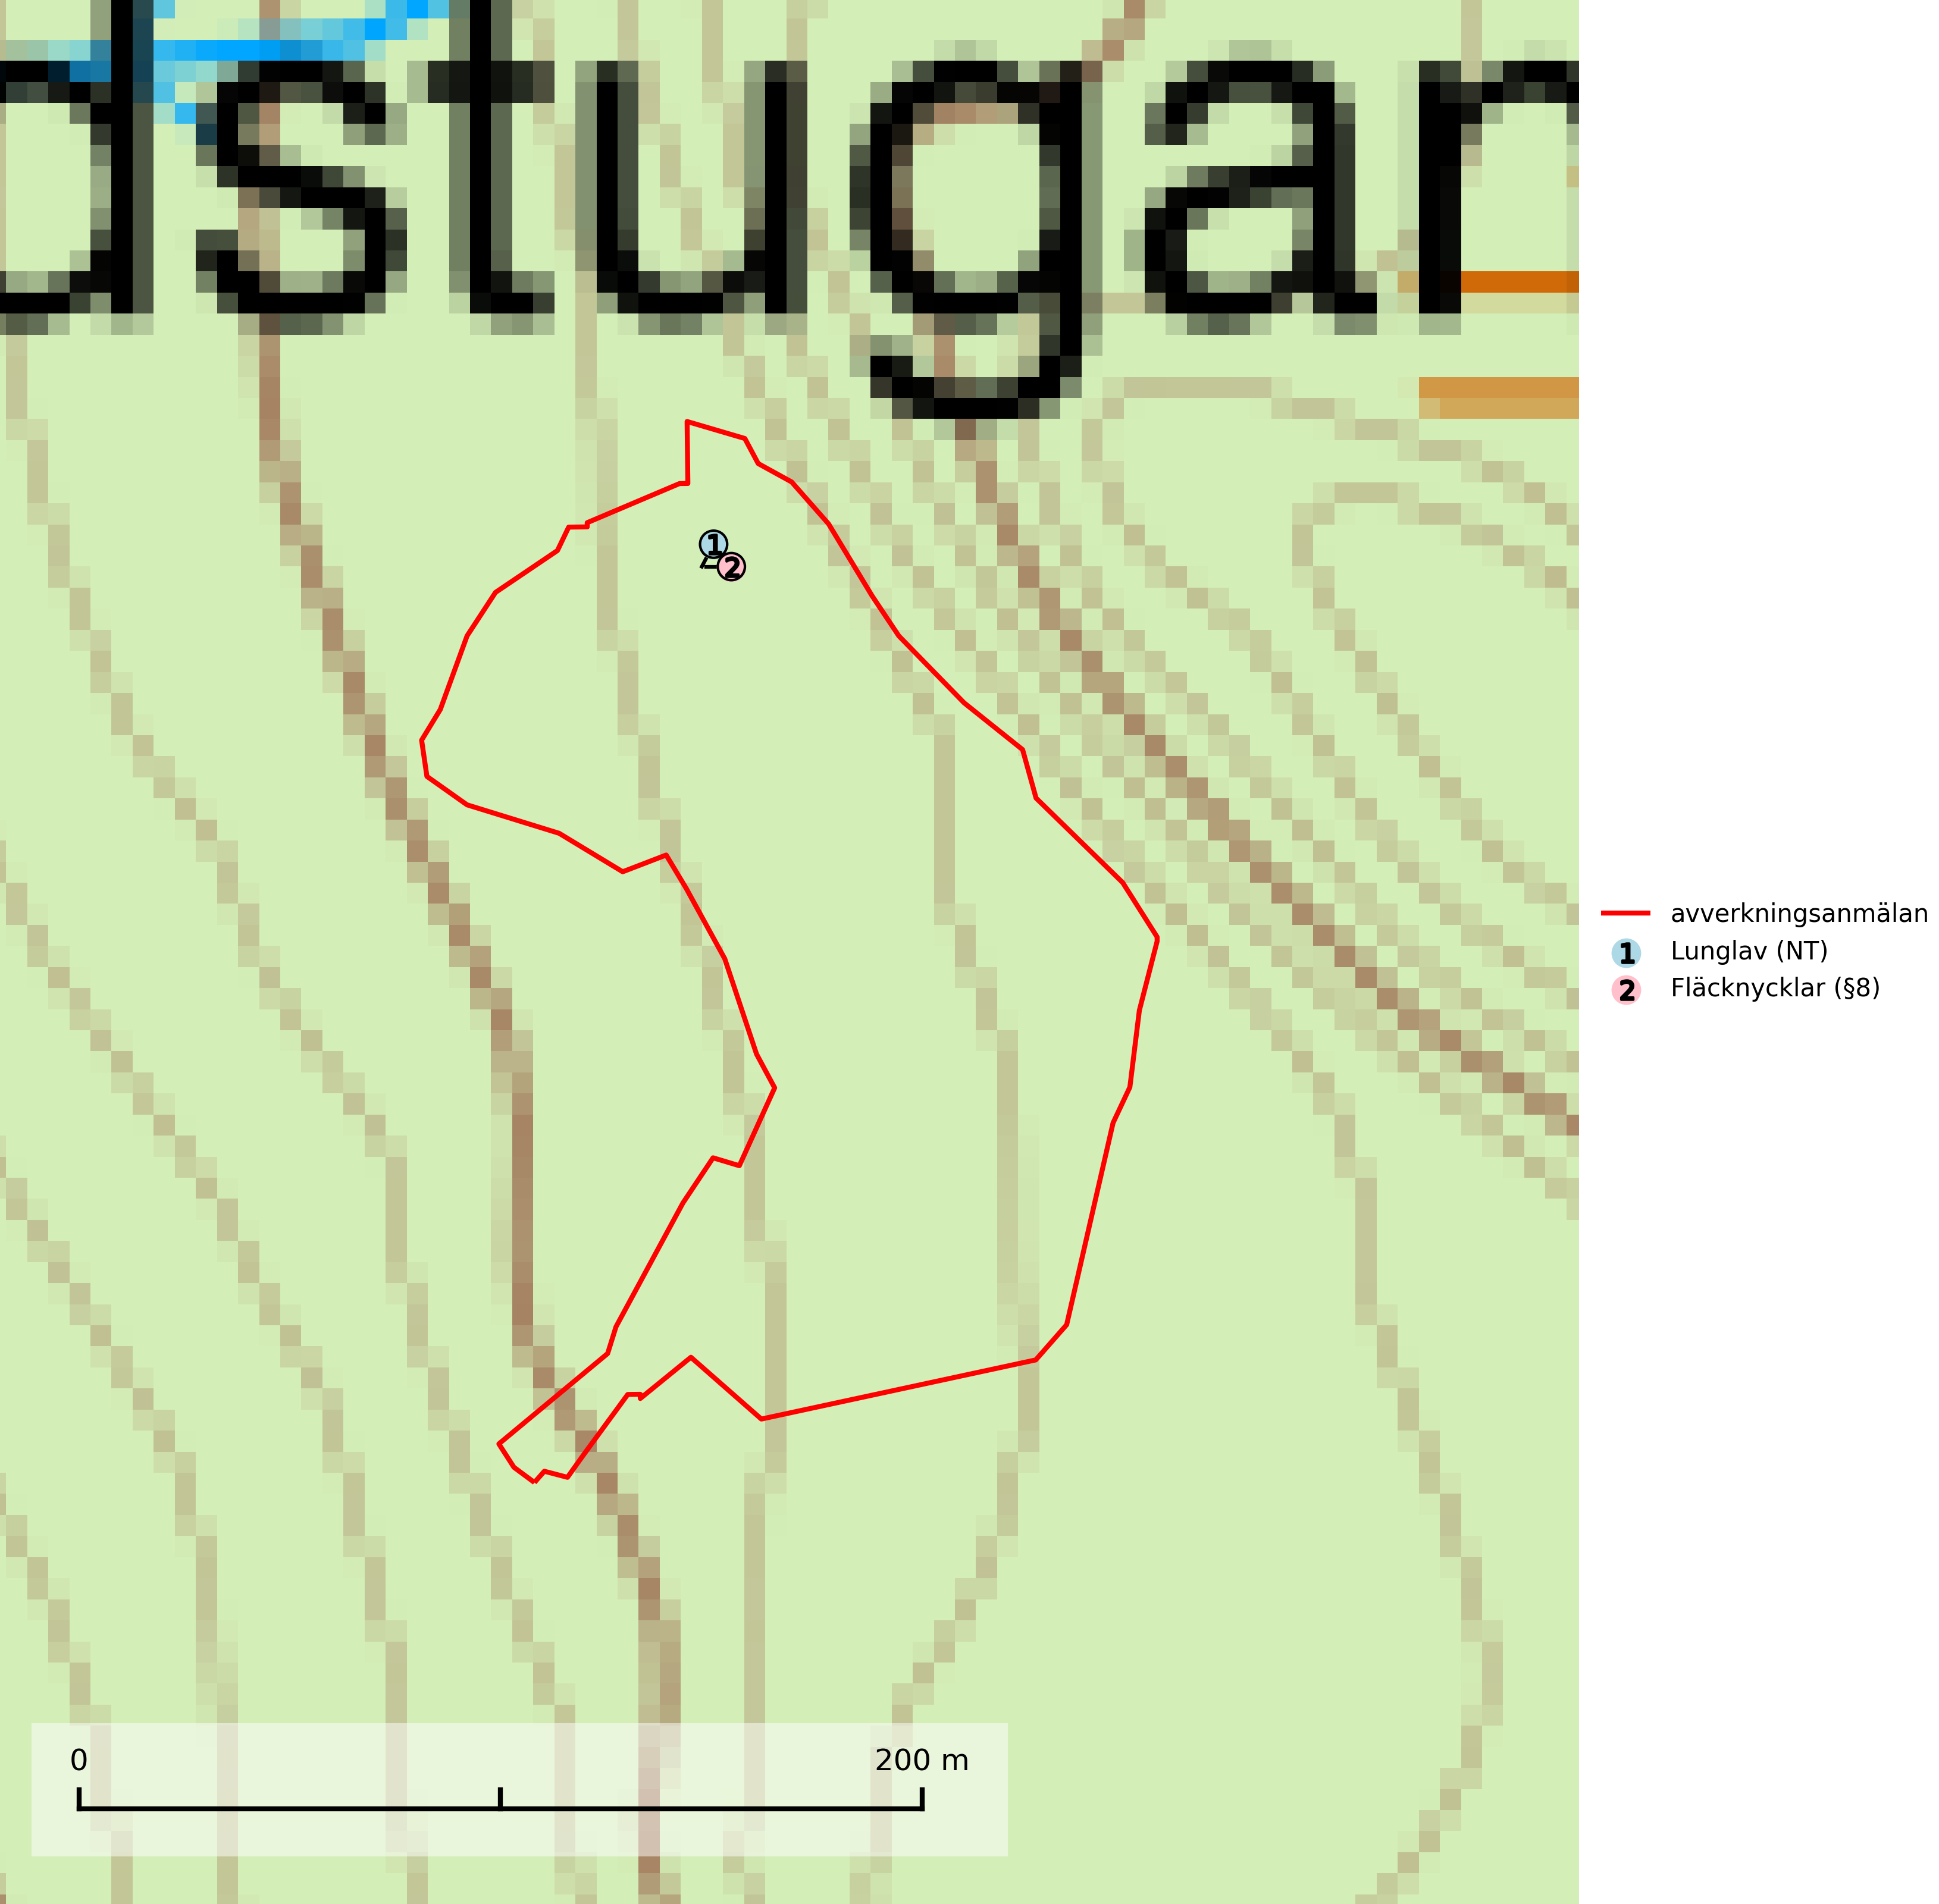 dstugar
1
2
avverkningsanmälan
1 Lunglav (NT)
2 Fläcknycklar (§8)
0 200 m